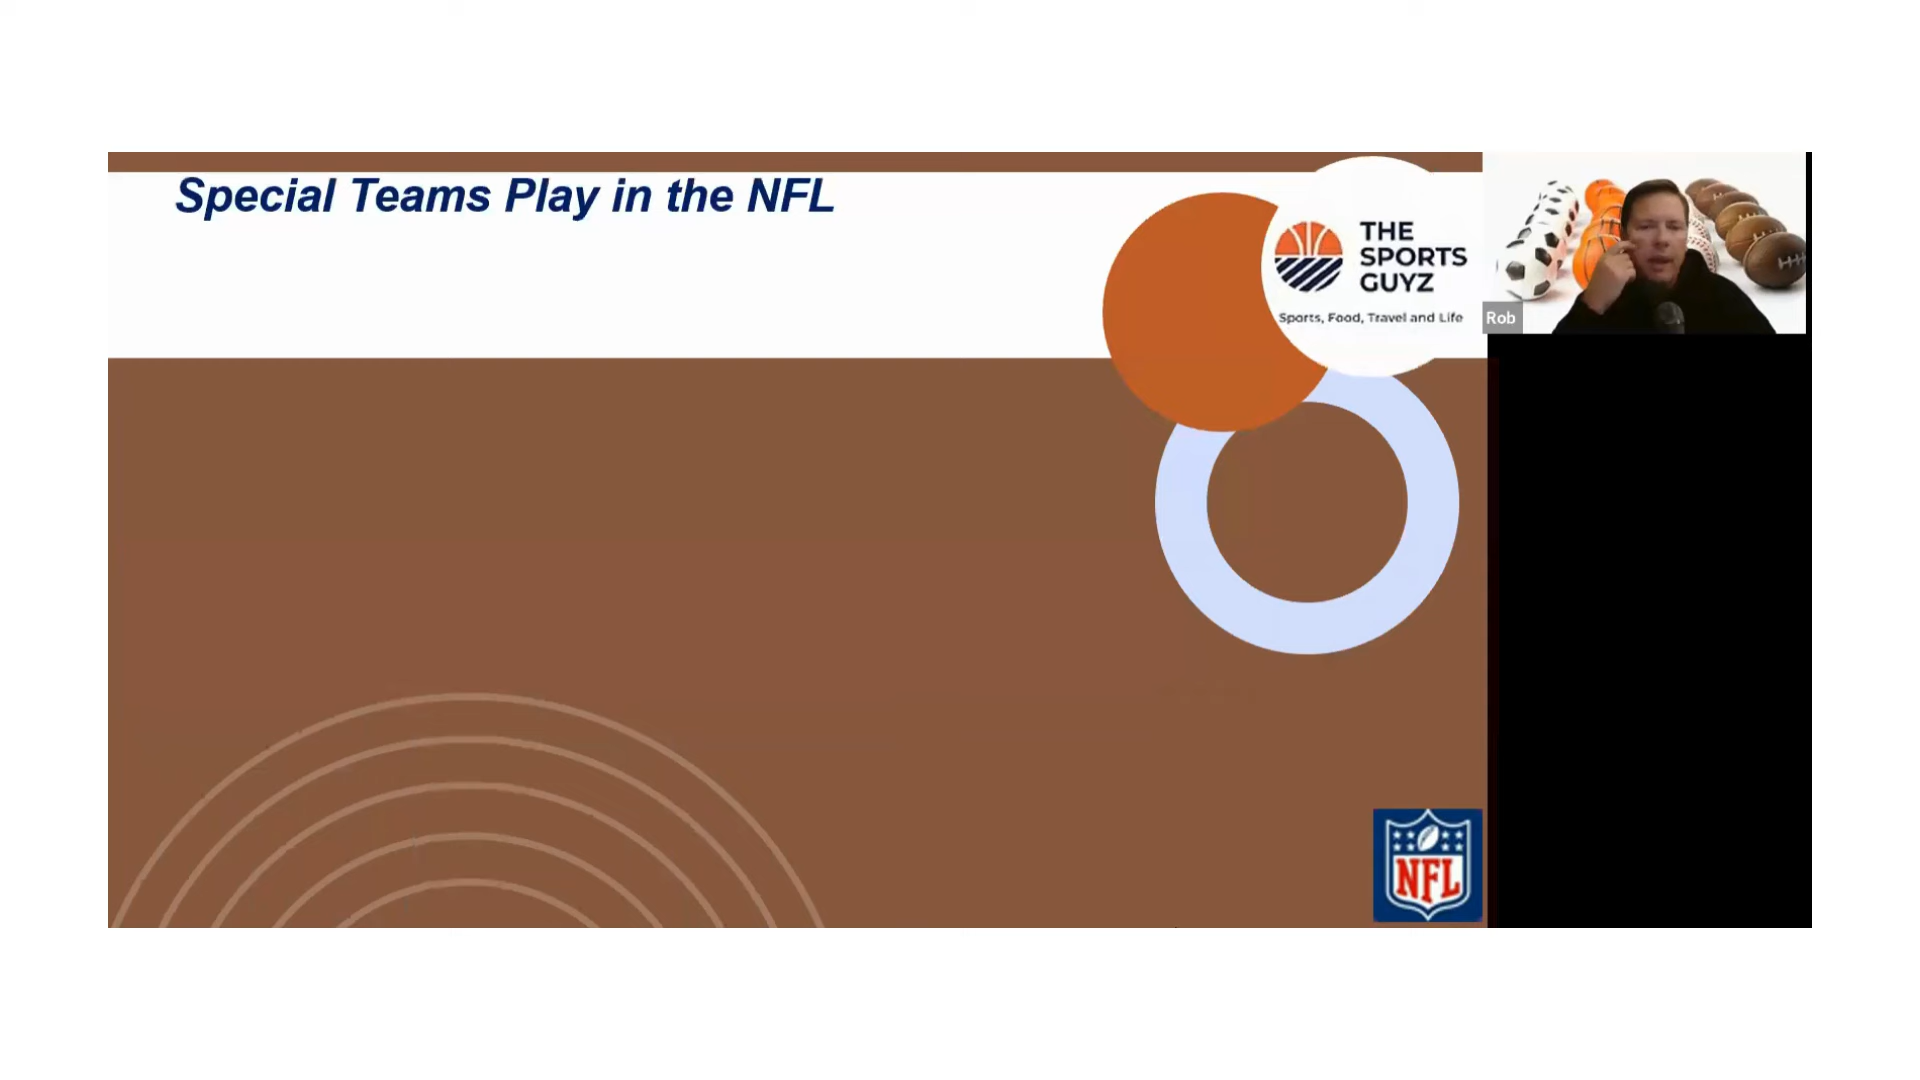 Special Teams Play in the NFL
THE
SPORTS
GUYZ
Sports, Food, Travel and Life
Rob
NFL